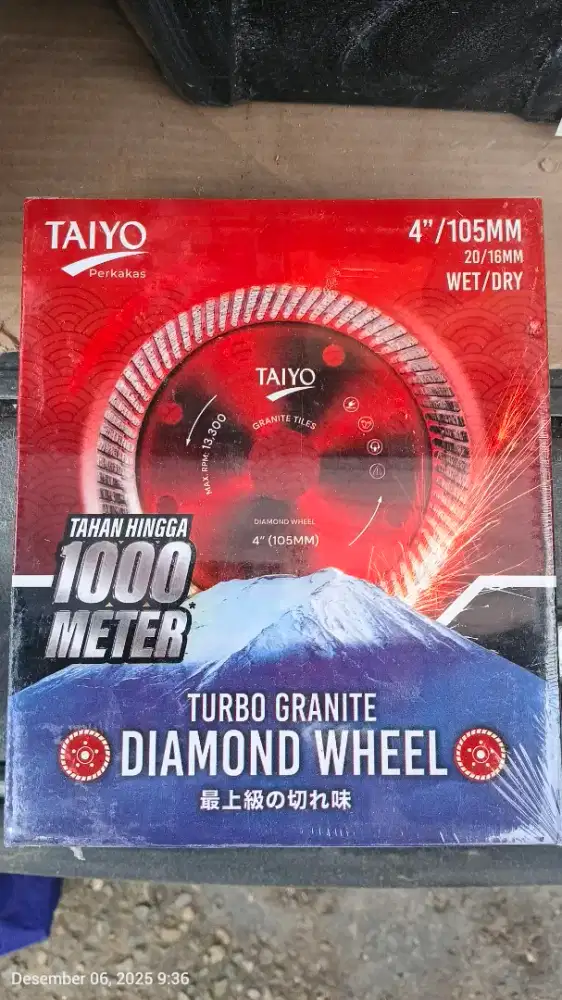 TAIYO
Perkakas
4"/105MM
20/16MM
WET/DRY
TAIYO
GRANITE TILES
MAX. RPM: 13.300
DIAMOND WHEEL
4" (105MM)
TAHAN HINGGA
1000
METER*
TURBO GRANITE
DIAMOND WHEEL
最上級の切れ味
Desember 06, 2025 9:36